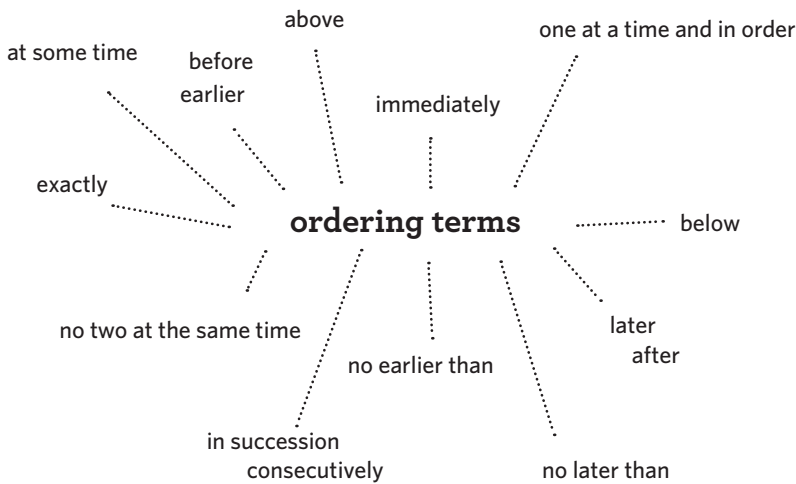 above
one at a time and in order
at some time
before
earlier
immediately
exactly
ordering terms
below
no two at the same time
later
after
no earlier than
in succession
consecutively
no later than